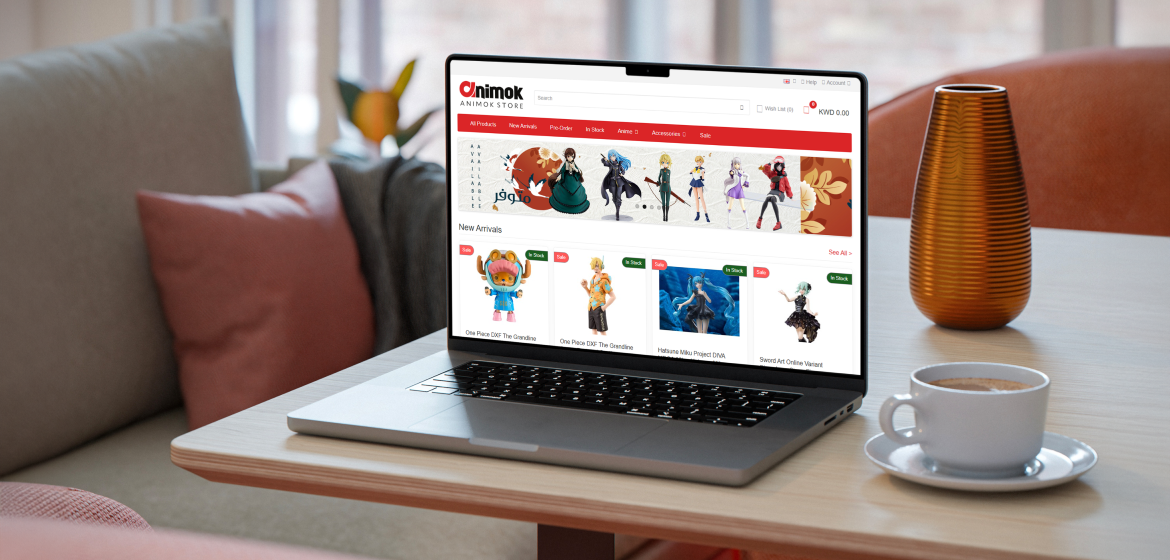 animok
ANIMOK STORE
Search
Help
Account
Wish List (0)
0
KWD 0.00
All Products
New Arrivals
Pre-Order
In Stock
Anime
Accessories
Sale
AVAILABLE
AVAILABLE
متوفر
New Arrivals
See All >
Sale
In Stock
Sale
In Stock
Sale
In Stock
Sale
In Stock
One Piece DXF The Grandline
One Piece DXF The Grandline
Hatsune Miku Project DIVA
Sword Art Online Variant